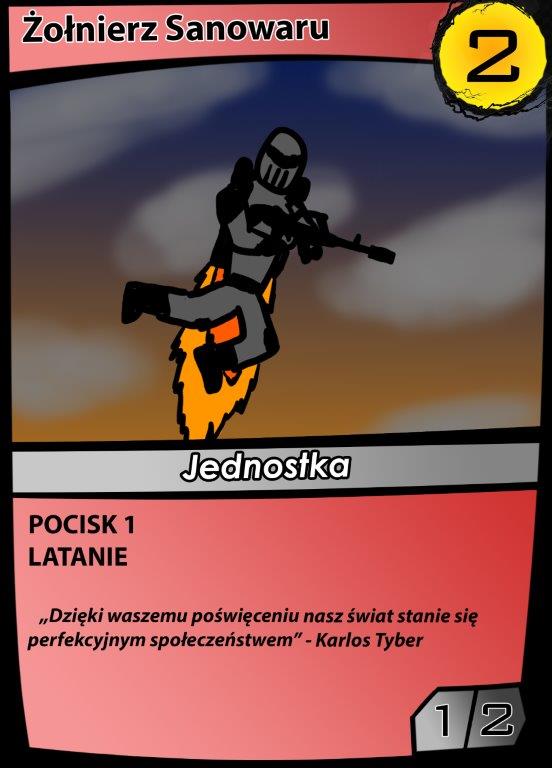 Żołnierz Sanowaru
2
Jednostka
POCISK 1
LATANIE
„Dzięki waszemu poświęceniu nasz świat stanie się
perfekcyjnym społeczeństwem” - Karlos Tyber
1/2